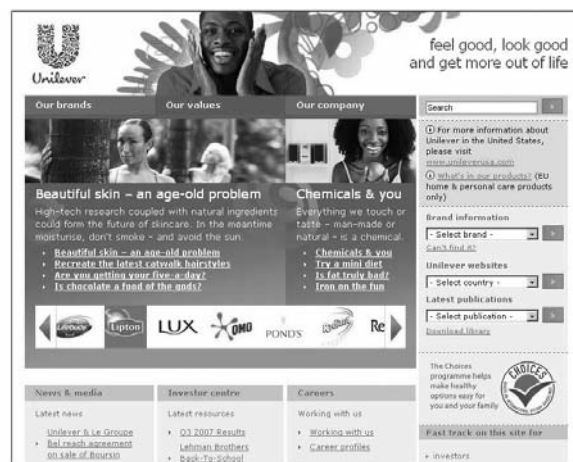 Unilever
feel good, look good
and get more out of life
Our brands
Our values
Our company
Search
For more information about
Unilever in the United States,
please visit
www.unileverusa.com
What's in our products? (EU
home & personal care products
only)
Beautiful skin – an age-old problem
High-tech research coupled with natural ingredients
could form the future of skincare. In the meantime
moisturise, don't smoke – and avoid the sun.
Beautiful skin – an age-old problem
Recreate the latest catwalk hairstyles
Are you getting your five-a-day?
Is chocolate a food of the gods?
Chemicals & you
Everything we touch or
taste – man-made or
natural – is a chemical.
Chemicals & you
Try a mini diet
Is fat truly bad?
Iron on the fun
Brand information
- Select brand -
Can't find it?
Unilever websites
- Select country -
Latest publications
- Select publication -
Download library
Lifebuoy
Lipton
LUX
OMO
POND'S
Re
The Choices
programme helps
make healthy
options easy for
you and your family
CHOICES
News & media
Latest news
Unilever & Le Groupe
Bel reach agreement
on sale of Boursin
Investor centre
Latest resources
Q3 2007 Results
Lehman Brothers
Back-To-School
Careers
Working with us
Working with us
Career profiles
Fast track on this site for
investors